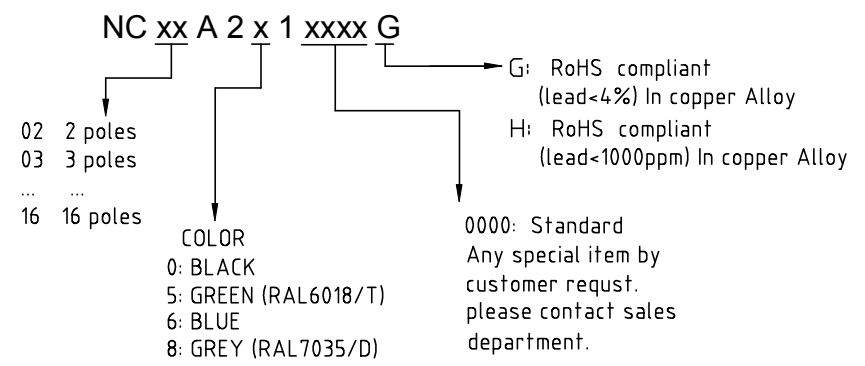 NC xx A 2 x 1 xxxx G
G: RoHS compliant
(lead<4%) In copper Alloy
H: RoHS compliant
(lead<1000ppm) In copper Alloy
02 2 poles
03 3 poles
... ...
16 16 poles
COLOR
0: BLACK
5: GREEN (RAL6018/T)
6: BLUE
8: GREY (RAL7035/D)
0000: Standard
Any special item by
customer requst.
please contact sales
department.